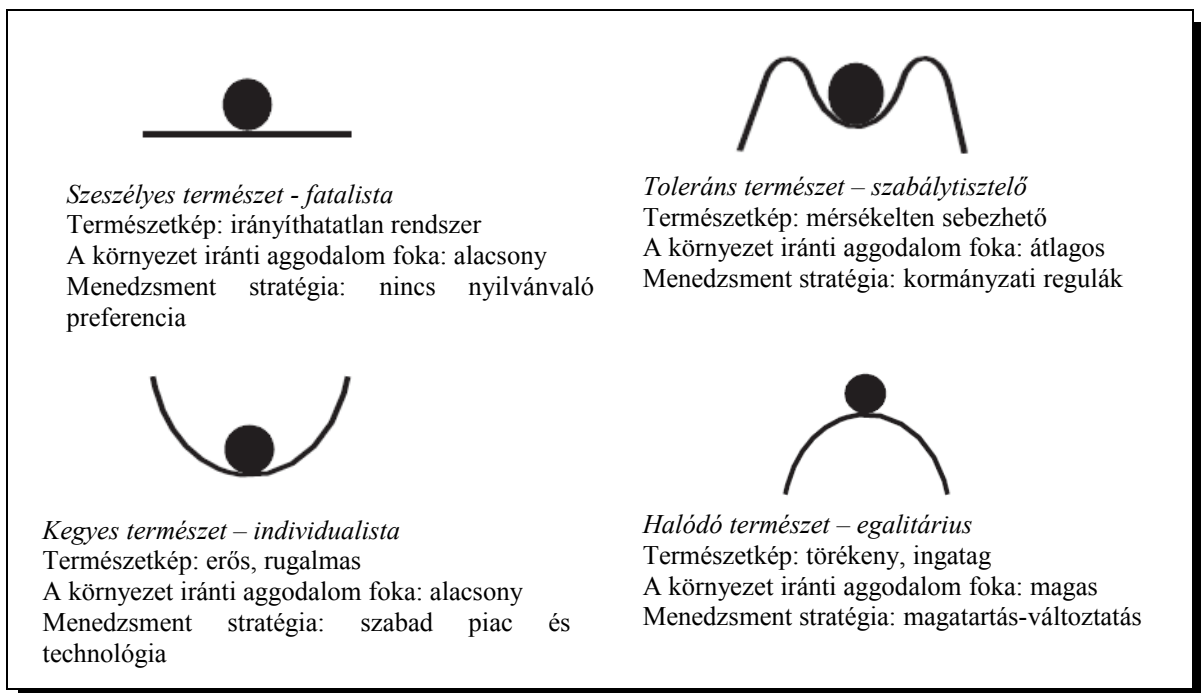 Szeszélyes természet - fatalista
Természetkép: irányíthatatlan rendszer
A környezet iránti aggodalom foka: alacsony
Menedzsment stratégia: nincs nyilvánvaló
preferencia
Toleráns természet – szabálytisztelő
Természetkép: mérsékelten sebezhető
A környezet iránti aggodalom foka: átlagos
Menedzsment stratégia: kormányzati regulák
Kegyes természet – individualista
Természetkép: erős, rugalmas
A környezet iránti aggodalom foka: alacsony
Menedzsment stratégia: szabad piac és
technológia
Halódó természet – egalitárius
Természetkép: törékeny, ingatag
A környezet iránti aggodalom foka: magas
Menedzsment stratégia: magatartás-változtatás